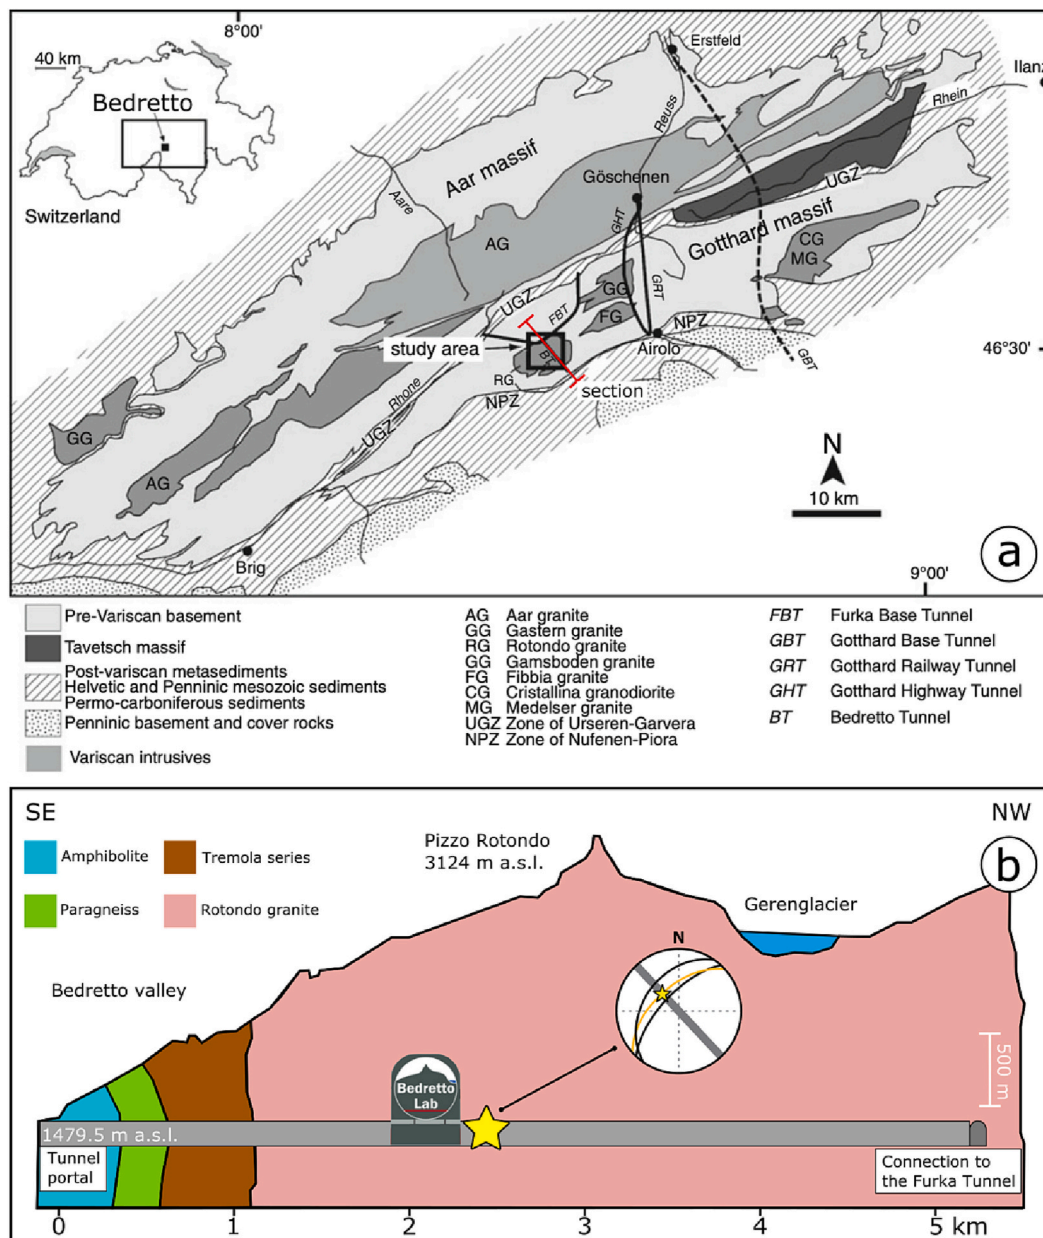 8°00'
40 km
Bedretto
Switzerland
Erstfeld
Ilanz
Rhein
Reuss
Aar massif
Aare
Göschenen
UGZ
GHT
Gotthard massif
AG
CG
MG
UGZ
FBT
GG
GRT
FG
NPZ
study area
BT
Airolo
46°30'
RG
GBT
Rhone
NPZ
section
UGZ
GG
N
AG
10 km
Brig
a
9°00'
Pre-Variscan basement
Tavetsch massif
Post-variscan metasediments
Helvetic and Penninic mesozoic sediments
Permo-carboniferous sediments
Penninic basement and cover rocks
Variscan intrusives
AG Aar granite
GG Gastern granite
RG Rotondo granite
GG Gamsboden granite
FG Fibbia granite
CG Cristallina granodiorite
MG Medelser granite
UGZ Zone of Urseren-Garvera
NPZ Zone of Nufenen-Piora
FBT Furka Base Tunnel
GBT Gotthard Base Tunnel
GRT Gotthard Railway Tunnel
GHT Gotthard Highway Tunnel
BT Bedretto Tunnel
SE
NW
Amphibolite
Tremola series
Paragneiss
Rotondo granite
Pizzo Rotondo
3124 m a.s.l.
b
Gerenglacier
N
Bedretto valley
500 m
Bedretto
Lab
1479.5 m a.s.l.
Tunnel
portal
Connection to
the Furka Tunnel
0 1 2 3 4 5 km